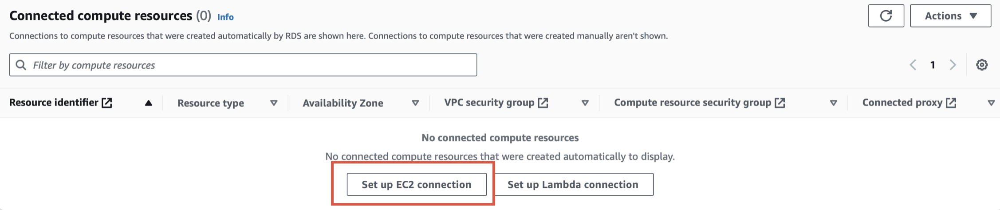 Connected compute resources (0) Info
Actions
Connections to compute resources that were created automatically by RDS are shown here. Connections to compute resources that were created manually aren't shown.
Filter by compute resources
1
Resource identifier Resource type Availability Zone VPC security group Compute resource security group Connected proxy
No connected compute resources
No connected compute resources that were created automatically to display.
Set up EC2 connection Set up Lambda connection